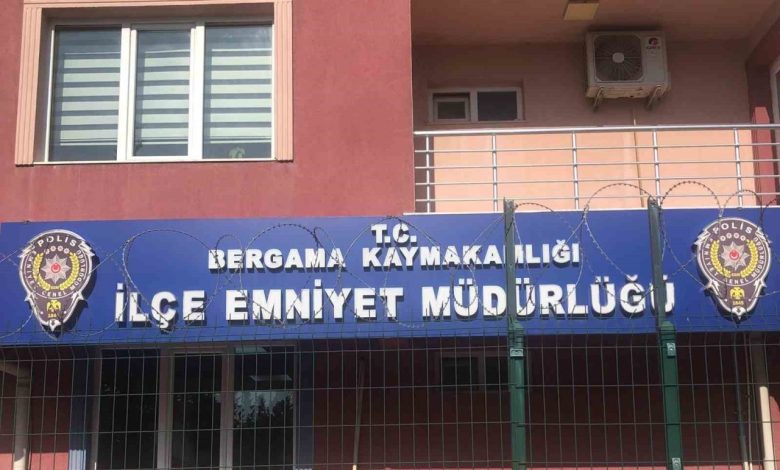 T.C.
BERGAMA KAYMAKAMLIĞI
İLÇE EMNİYET MÜDÜRLÜĞÜ
POLİS
POLİS